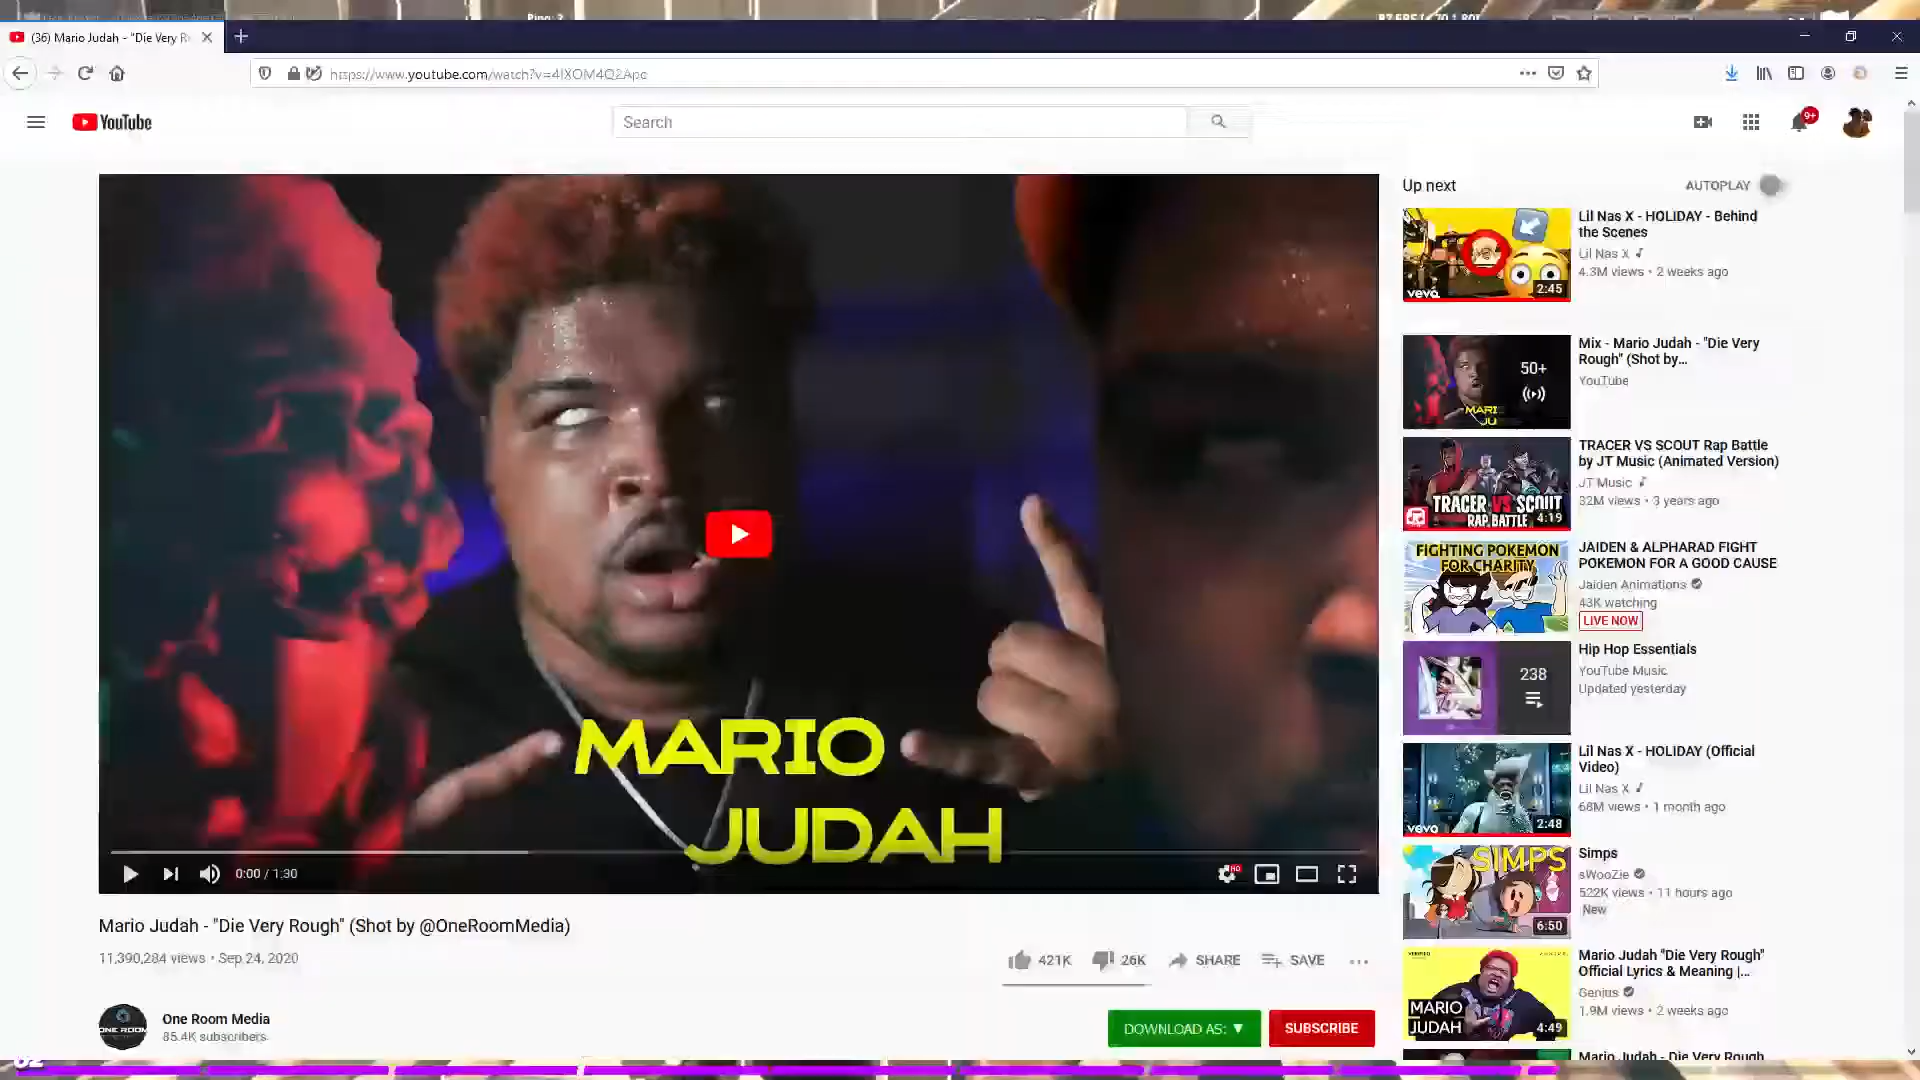 (36) Mario Judah - "Die Very R
https://www.youtube.com/watch?v=4IXOM4Q2Apc
YouTube
Search
9+
MARIO
JUDAH
0:00 / 1:30
HD
Mario Judah - "Die Very Rough" (Shot by @OneRoomMedia)
11,390,284 views • Sep 24, 2020
421K
26K
SHARE
SAVE
ONE ROOM
One Room Media
85.4K subscribers
DOWNLOAD AS: ▼
SUBSCRIBE
Up next
AUTOPLAY
vevo
2:45
Lil Nas X - HOLIDAY - Behind
the Scenes
Lil Nas X
4.3M views • 2 weeks ago
50+
MARI
JU
Mix - Mario Judah - "Die Very
Rough" (Shot by...
YouTube
TRACER VS SCOUT
RAP BATTLE
4:19
TRACER VS SCOUT Rap Battle
by JT Music (Animated Version)
JT Music
32M views • 3 years ago
FIGHTING POKEMON
FOR CHARITY
JAIDEN & ALPHARAD FIGHT
POKEMON FOR A GOOD CAUSE
Jaiden Animations
43K watching
LIVE NOW
238
Hip Hop Essentials
YouTube Music
Updated yesterday
vevo
2:48
Lil Nas X - HOLIDAY (Official
Video)
Lil Nas X
68M views • 1 month ago
SIMPS
6:50
Simps
sWooZie
522K views • 11 hours ago
New
MARIO
JUDAH
4:49
Mario Judah "Die Very Rough"
Official Lyrics & Meaning |...
Genius
1.9M views • 2 weeks ago
Mario Judah - Die Very Rough